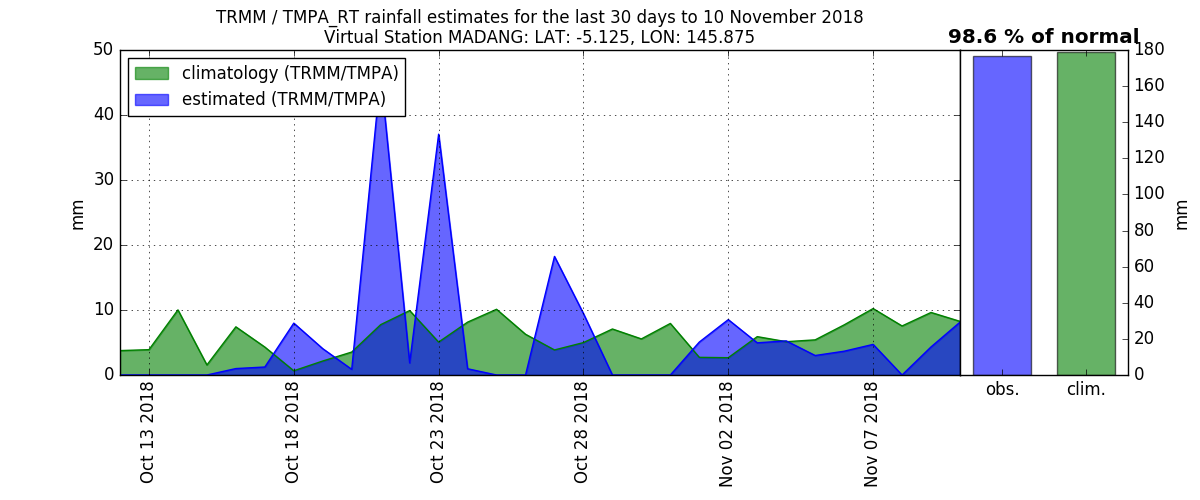 TRMM / TMPA_RT rainfall estimates for the last 30 days to 10 November 2018
Virtual Station MADANG: LAT: -5.125, LON: 145.875
98.6 % of normal
climatology (TRMM/TMPA)
estimated (TRMM/TMPA)
mm
50
40
30
20
10
0
Oct 13 2018
Oct 18 2018
Oct 23 2018
Oct 28 2018
Nov 02 2018
Nov 07 2018
obs.
clim.
180
160
140
120
100
80
60
40
20
0
mm